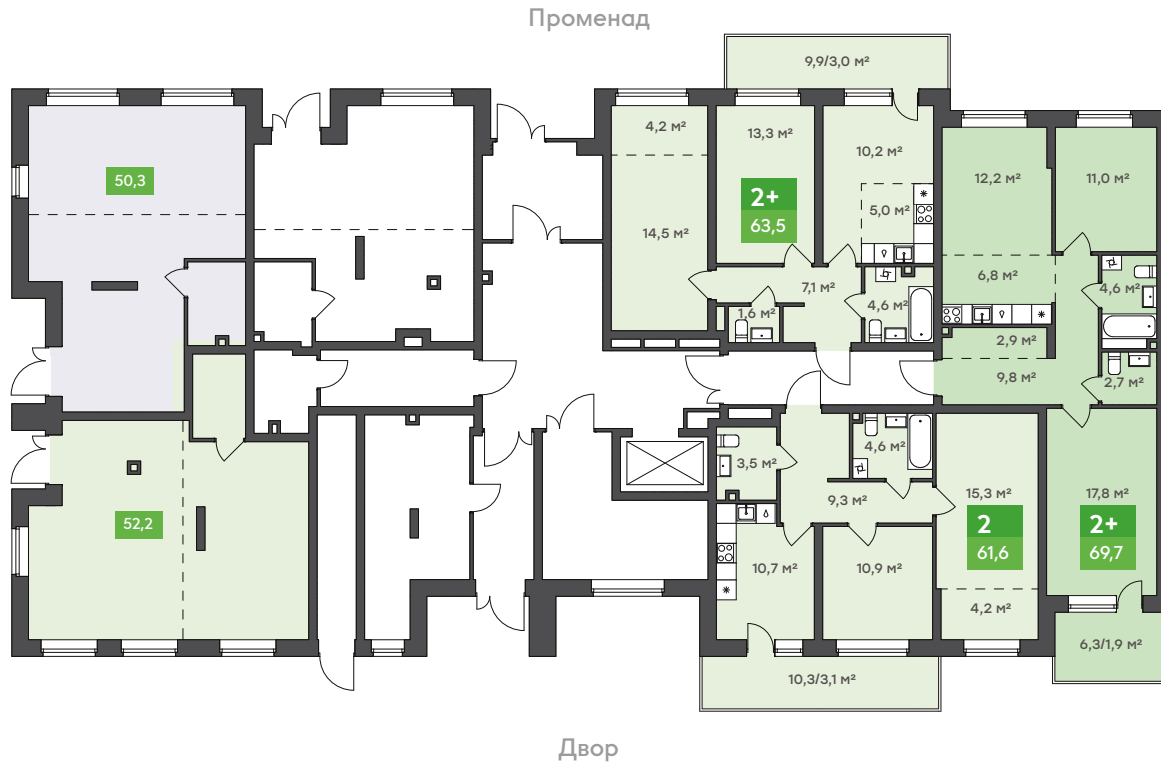 Променад
9,9/3,0 м²
4,2 м²
13,3 м²
10,2 м²
50,3
2+
63,5
5,0 м²
12,2 м²
11,0 м²
14,5 м²
7,1 м²
6,8 м²
4,6 м²
4,6 м²
1,6 м²
2,9 м²
9,8 м²
2,7 м²
52,2
3,5 м²
4,6 м²
9,3 м²
15,3 м²
17,8 м²
2
61,6
2+
69,7
10,7 м²
10,9 м²
4,2 м²
6,3/1,9 м²
10,3/3,1 м²
Двор